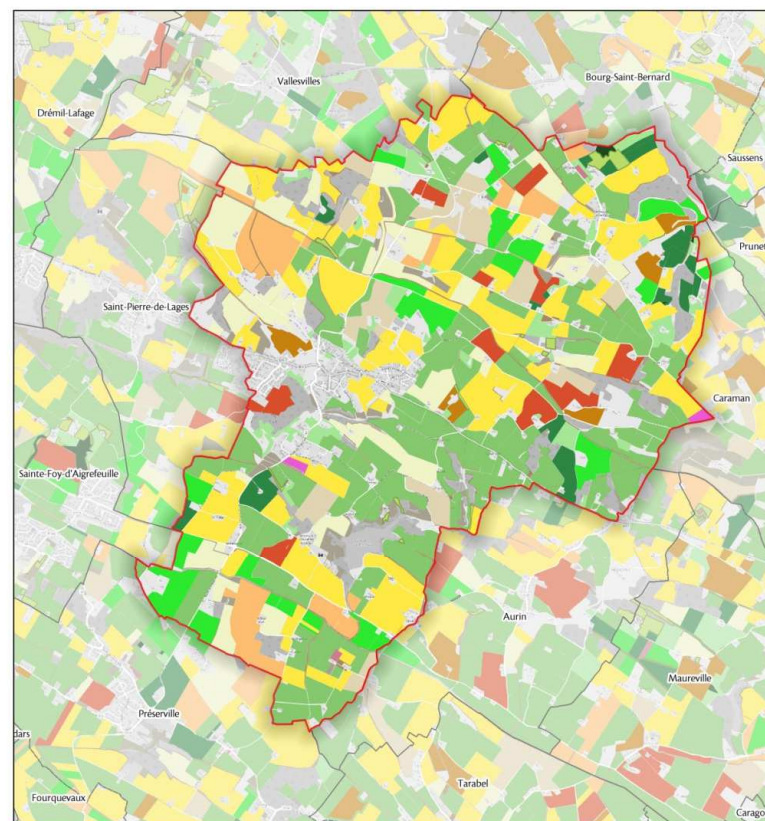 Vallesvilles
Bourg-Saint-Bernard
Drémil-Lafage
Saussens
Prunet
Saint-Pierre-de-Lages
Caraman
Sainte-Foy-d'Aigrefeuille
Aurin
Maureville
Préserville
dars
Tarabel
Fourquevaux
Carago